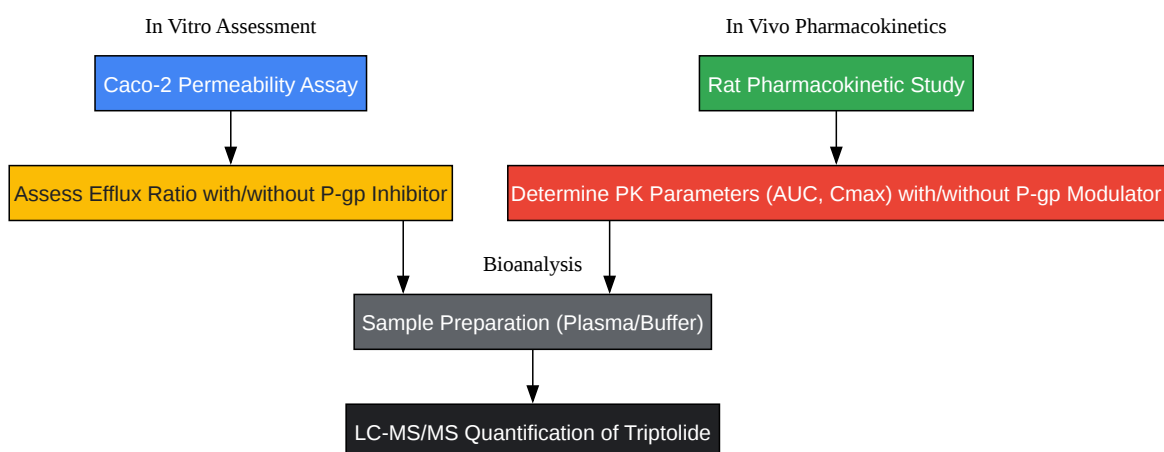 In Vitro Assessment
In Vivo Pharmacokinetics
Caco-2 Permeability Assay
Rat Pharmacokinetic Study
Assess Efflux Ratio with/without P-gp Inhibitor
Determine PK Parameters (AUC, Cmax) with/without P-gp Modulator
Bioanalysis
Sample Preparation (Plasma/Buffer)
LC-MS/MS Quantification of Triptolide